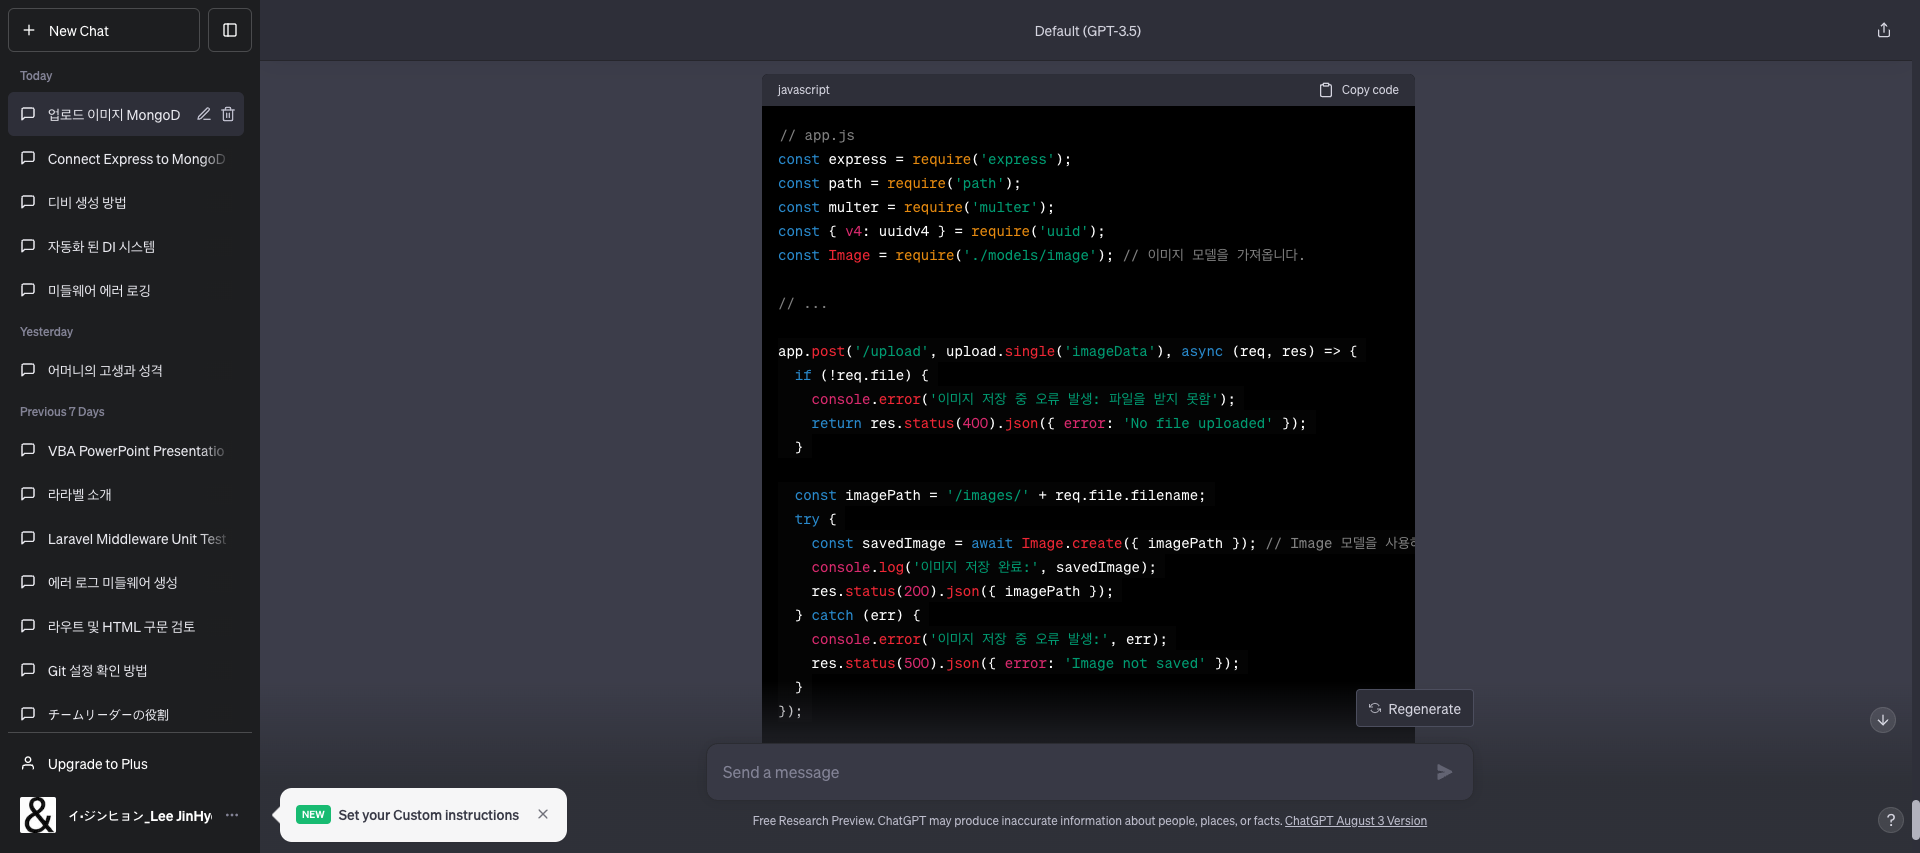 New Chat
Today
업로드 이미지 MongoD
Connect Express to MongoD
디비 생성 방법
자동화 된 DI 시스템
미들웨어 에러 로깅
Yesterday
어머니의 고생과 성격
Previous 7 Days
VBA PowerPoint Presentatio
라라벨 소개
Laravel Middleware Unit Test
에러 로그 미들웨어 생성
라우트 및 HTML 구문 검토
Git 설정 확인 방법
チームリーダーの役割
Upgrade to Plus
イ·ジンヒョン_Lee JinHy
NEW Set your Custom instructions
Default (GPT-3.5)
javascript
Copy code
// app.js
const express = require('express');
const path = require('path');
const multer = require('multer');
const { v4: uuidv4 } = require('uuid');
const Image = require('./models/image'); // 이미지 모델을 가져옵니다.
// ...
app.post('/upload', upload.single('imageData'), async (req, res) => {
if (!req.file) {
console.error('이미지 저장 중 오류 발생: 파일을 받지 못함');
return res.status(400).json({ error: 'No file uploaded' });
}
const imagePath = '/images/' + req.file.filename;
try {
const savedImage = await Image.create({ imagePath }); // Image 모델을 사용
console.log('이미지 저장 완료:', savedImage);
res.status(200).json({ imagePath });
} catch (err) {
console.error('이미지 저장 중 오류 발생:', err);
res.status(500).json({ error: 'Image not saved' });
}
});
Regenerate
Send a message
Free Research Preview. ChatGPT may produce inaccurate information about people, places, or facts. ChatGPT August 3 Version
?